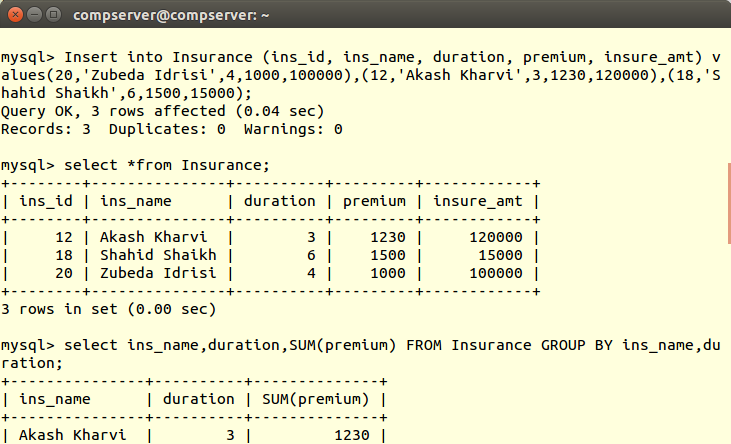 compserver@compserver: ~
mysql> Insert into Insurance (ins_id, ins_name, duration, premium, insure_amt) v
alues(20,'Zubeda Idrisi',4,1000,100000),(12,'Akash Kharvi',3,1230,120000),(18,'S
hahid Shaikh',6,1500,15000);
Query OK, 3 rows affected (0.04 sec)
Records: 3  Duplicates: 0  Warnings: 0
mysql> select *from Insurance;
+--------+---------------+----------+---------+------------+
| ins_id | ins_name      | duration | premium | insure_amt |
+--------+---------------+----------+---------+------------+
|     12 | Akash Kharvi  |        3 |    1230 |     120000 |
|     18 | Shahid Shaikh |        6 |    1500 |      15000 |
|     20 | Zubeda Idrisi |        4 |    1000 |     100000 |
+--------+---------------+----------+---------+------------+
3 rows in set (0.00 sec)
mysql> select ins_name,duration,SUM(premium) FROM Insurance GROUP BY ins_name,du
ration;
+---------------+----------+--------------+
| ins_name      | duration | SUM(premium) |
+---------------+----------+--------------+
| Akash Kharvi  |        3 |         1230 |